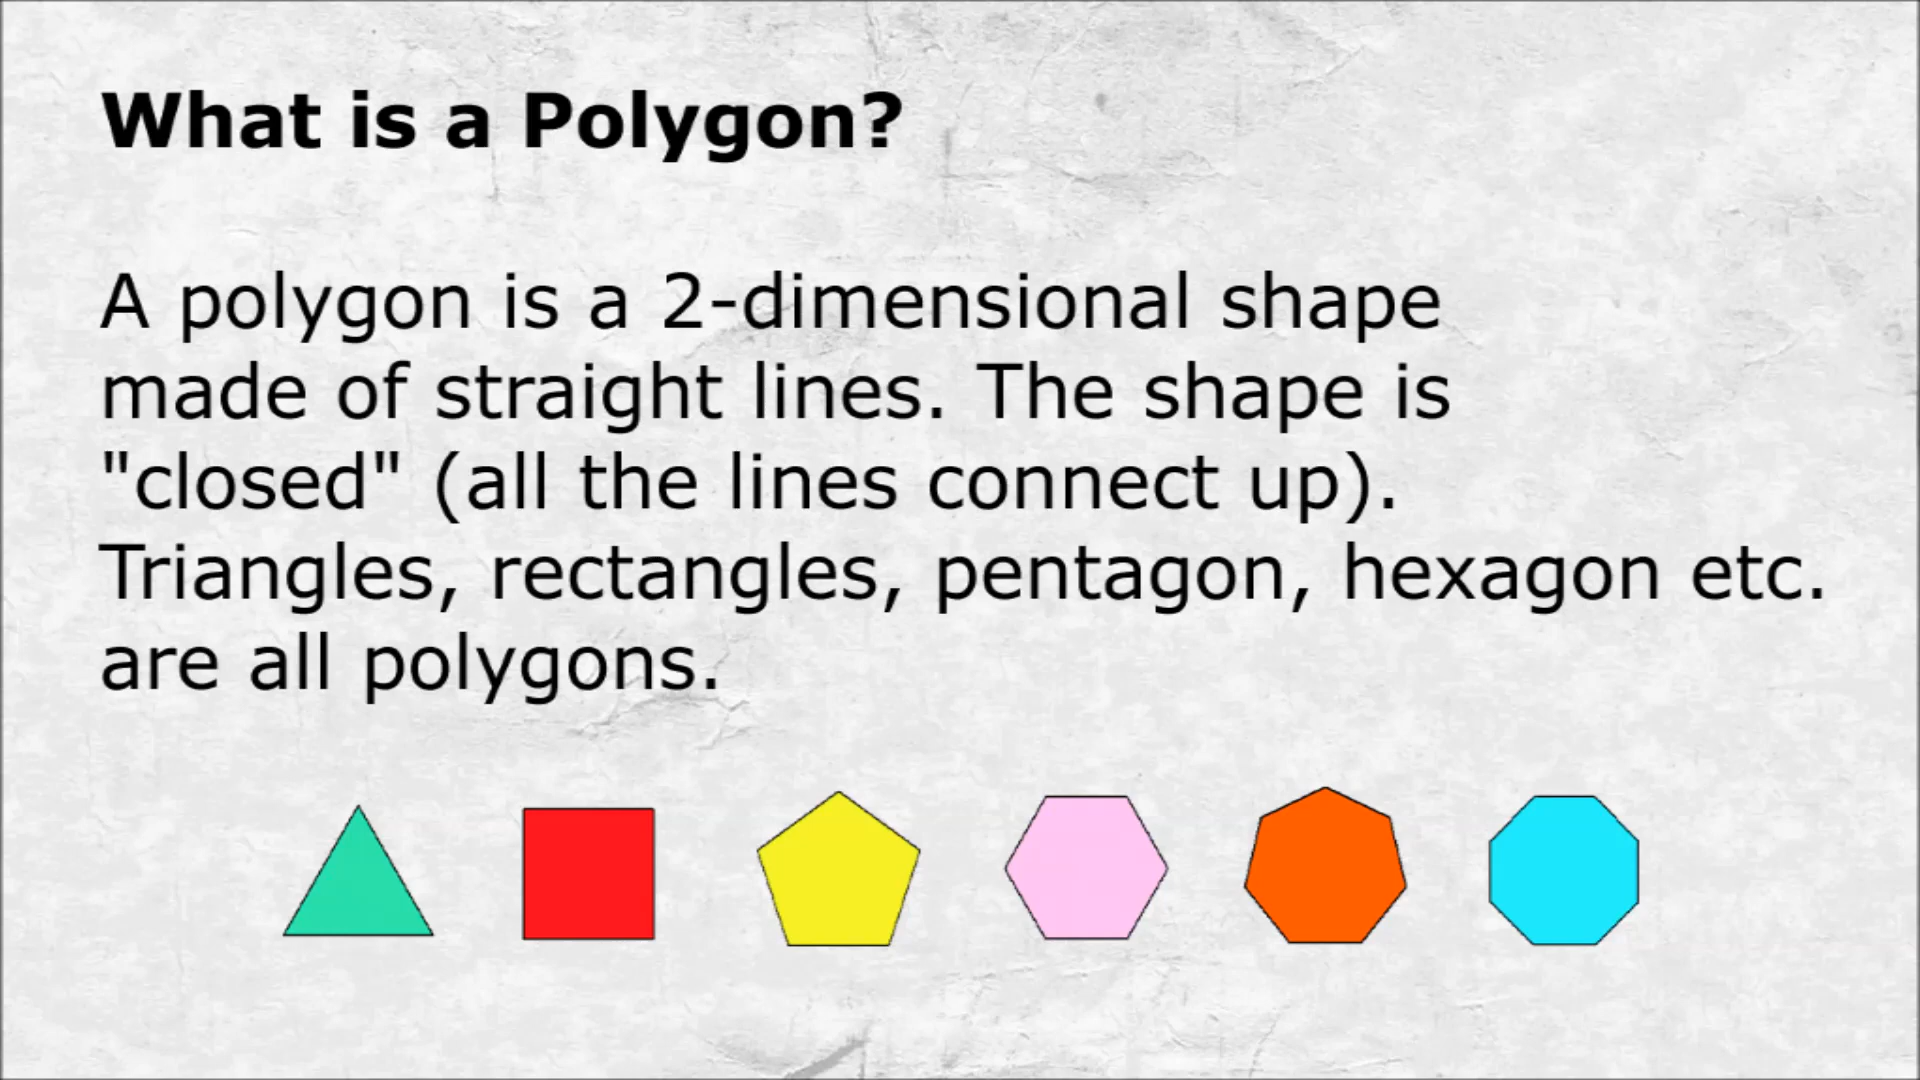 What is a Polygon?
A polygon is a 2-dimensional shape
made of straight lines. The shape is
"closed" (all the lines connect up).
Triangles, rectangles, pentagon, hexagon etc.
are all polygons.